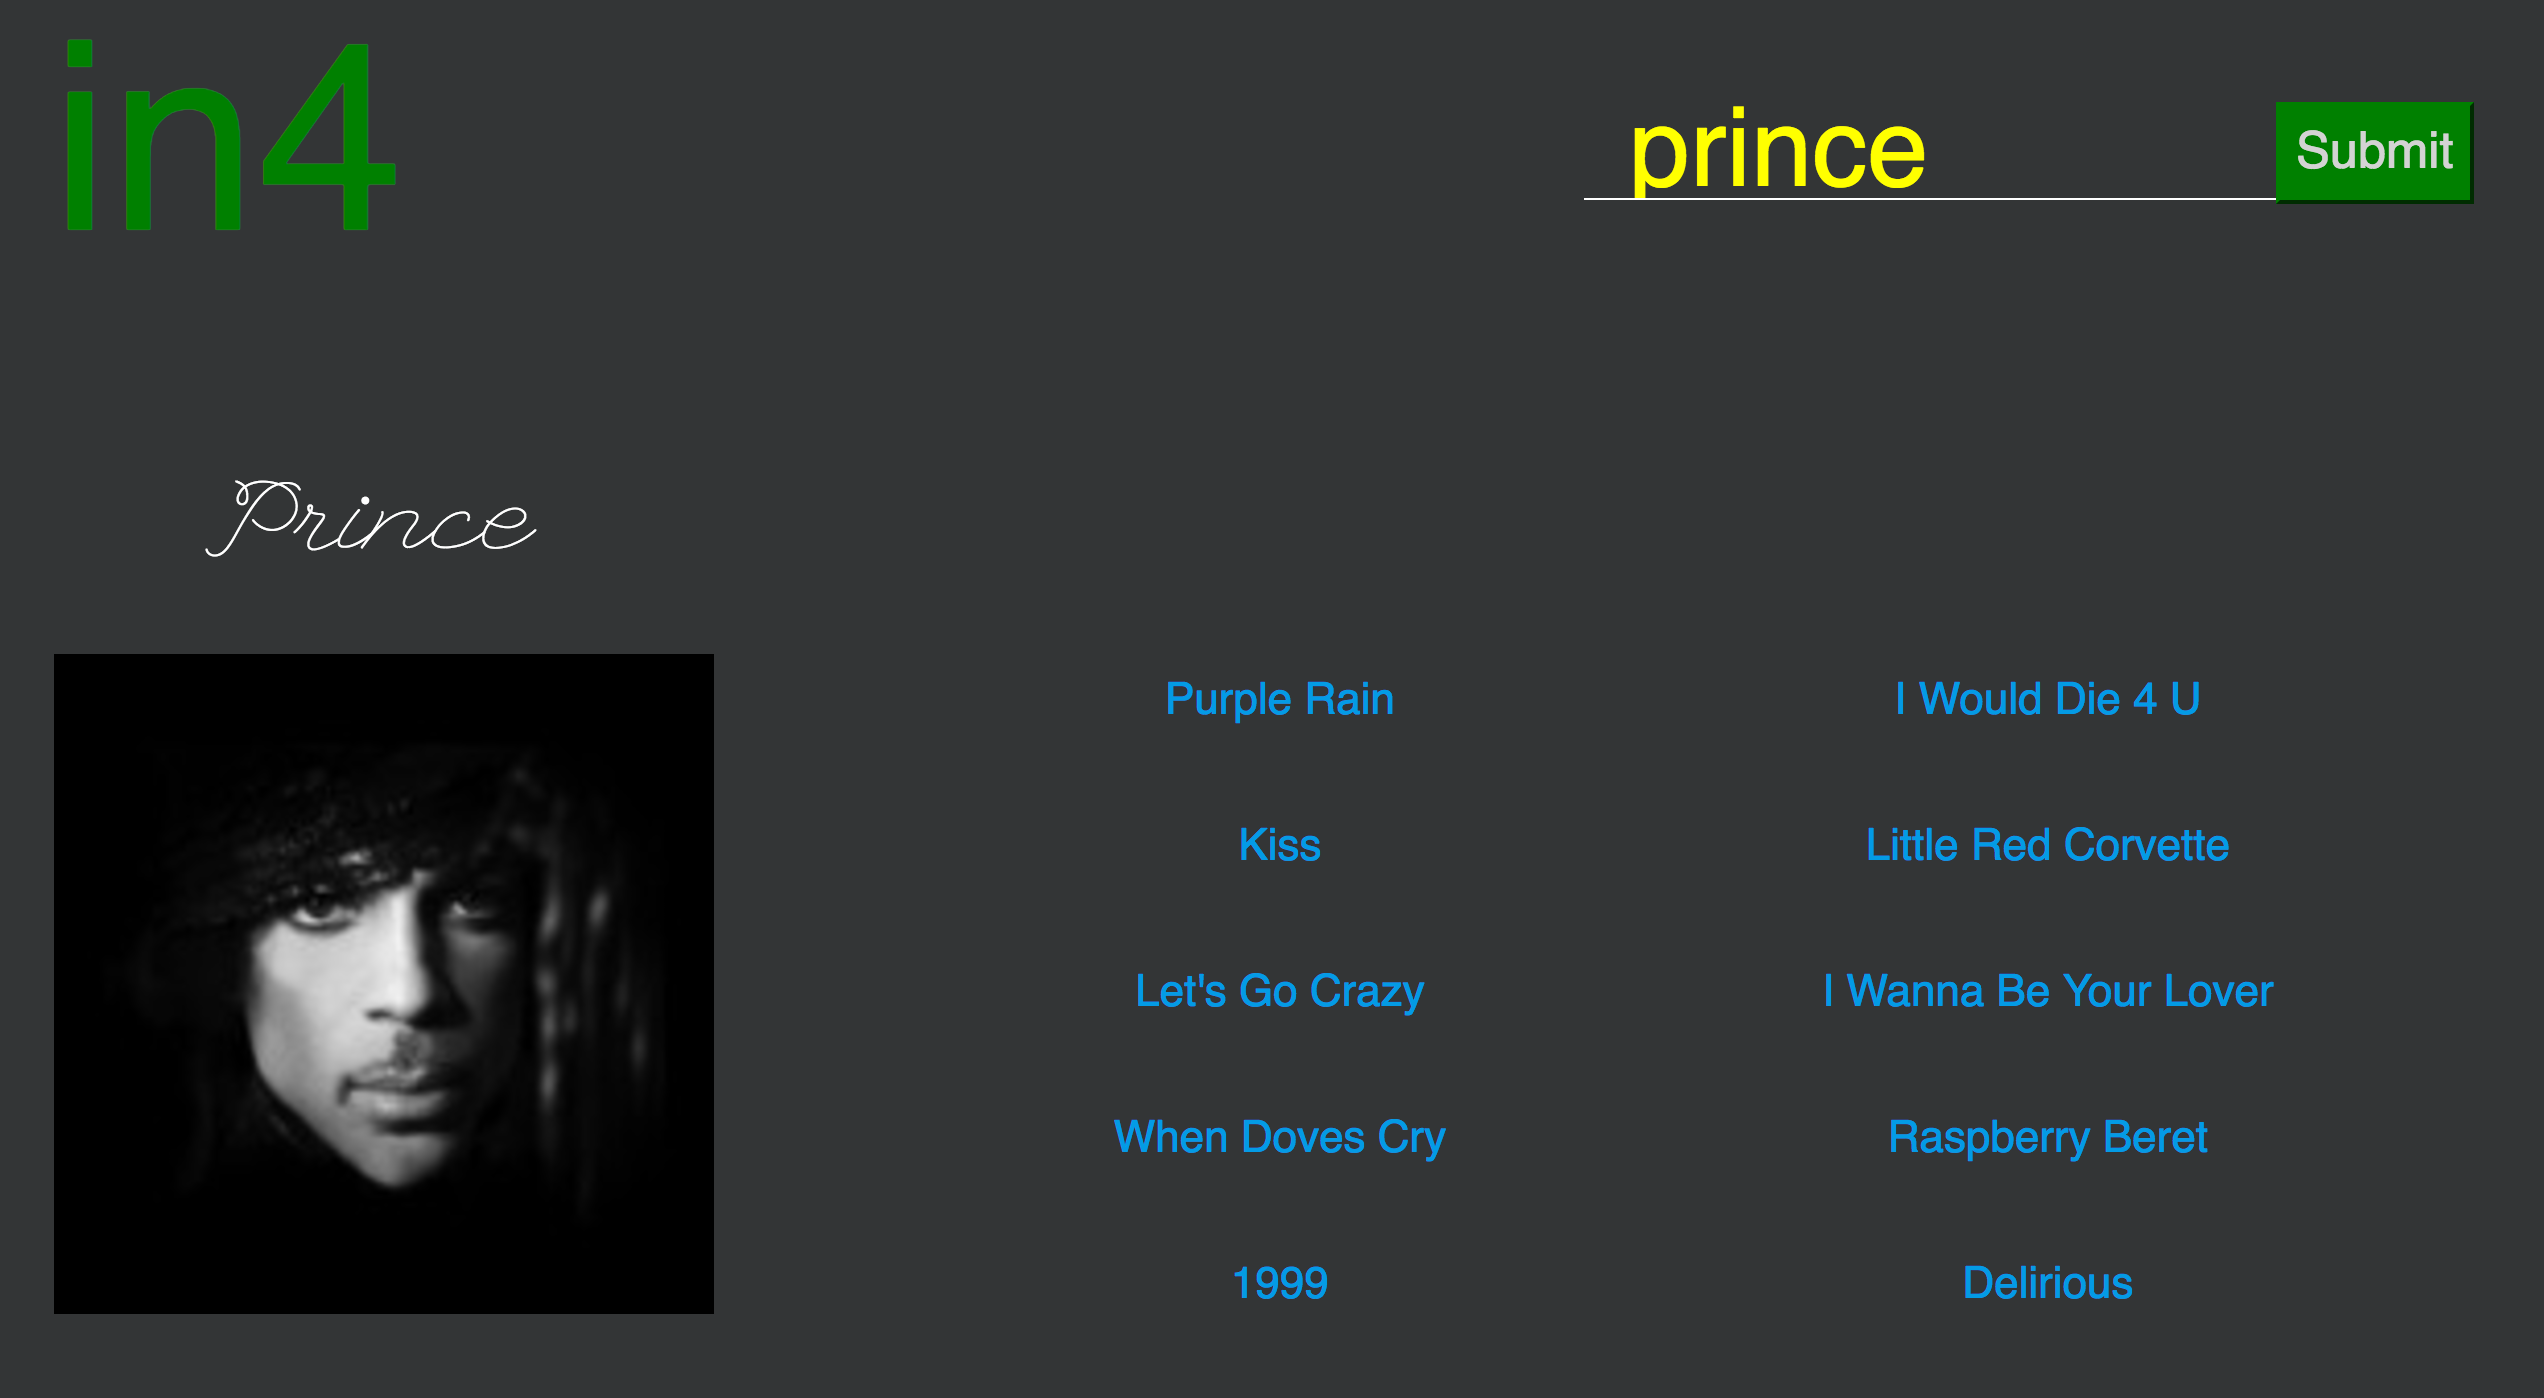 in4
prince
Submit
Prince
Purple Rain
I Would Die 4 U
Kiss
Little Red Corvette
Let's Go Crazy
I Wanna Be Your Lover
When Doves Cry
Raspberry Beret
1999
Delirious